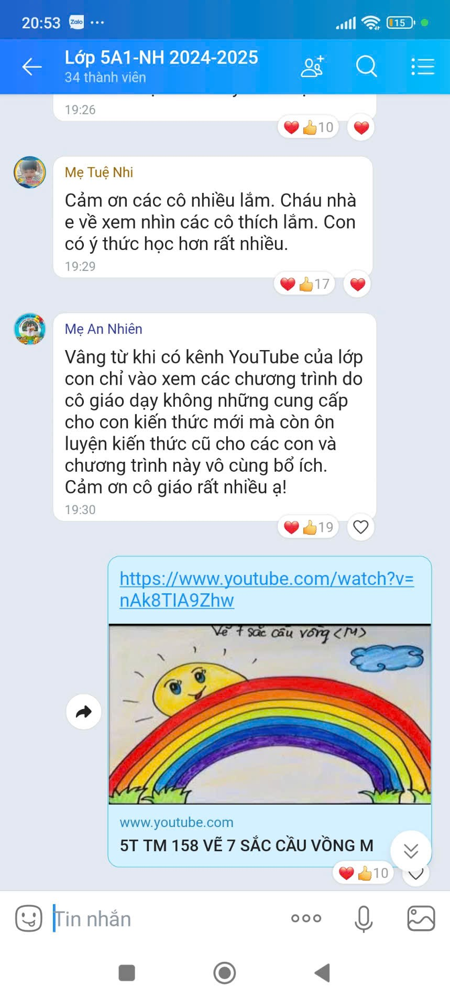 20:53 Zalo
15
Lớp 5A1-NH 2024-2025
34 thành viên
19:26
10
Mẹ Tuệ Nhi
Cảm ơn các cô nhiều lắm. Cháu nhà
e về xem nhìn các cô thích lắm. Con
có ý thức học hơn rất nhiều.
19:29
17
Mẹ An Nhiên
Vâng từ khi có kênh YouTube của lớp
con chỉ vào xem các chương trình do
cô giáo dạy không những cung cấp
cho con kiến thức mới mà còn ôn
luyện kiến thức cũ cho các con và
chương trình này vô cùng bổ ích.
Cảm ơn cô giáo rất nhiều ạ!
19:30
19
https://www.youtube.com/watch?v=
nAk8TIA9Zhw
Vẽ 7 sắc cầu vồng <M>
www.youtube.com
5T TM 158 VẼ 7 SẮC CẦU VỒNG M
10
Tin nhắn